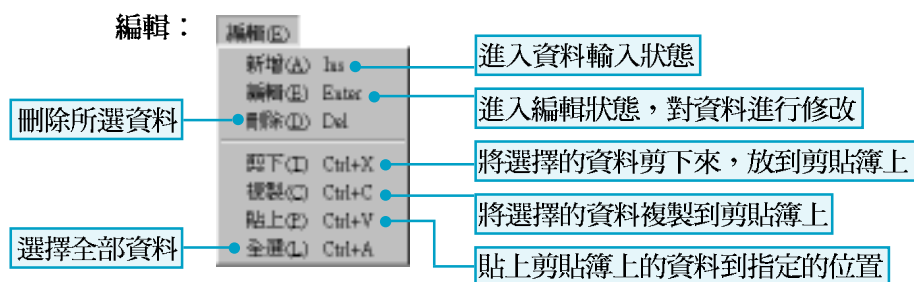 編輯：
編輯(E)
新增(A) Ins
編輯(E) Enter
刪除(D) Del
剪下(T) Ctrl+X
複製(C) Ctrl+C
貼上(P) Ctrl+V
全選(L) Ctrl+A
刪除所選資料
選擇全部資料
進入資料輸入狀態
進入編輯狀態，對資料進行修改
將選擇的資料剪下來，放到剪貼簿上
將選擇的資料複製到剪貼簿上
貼上剪貼簿上的資料到指定的位置